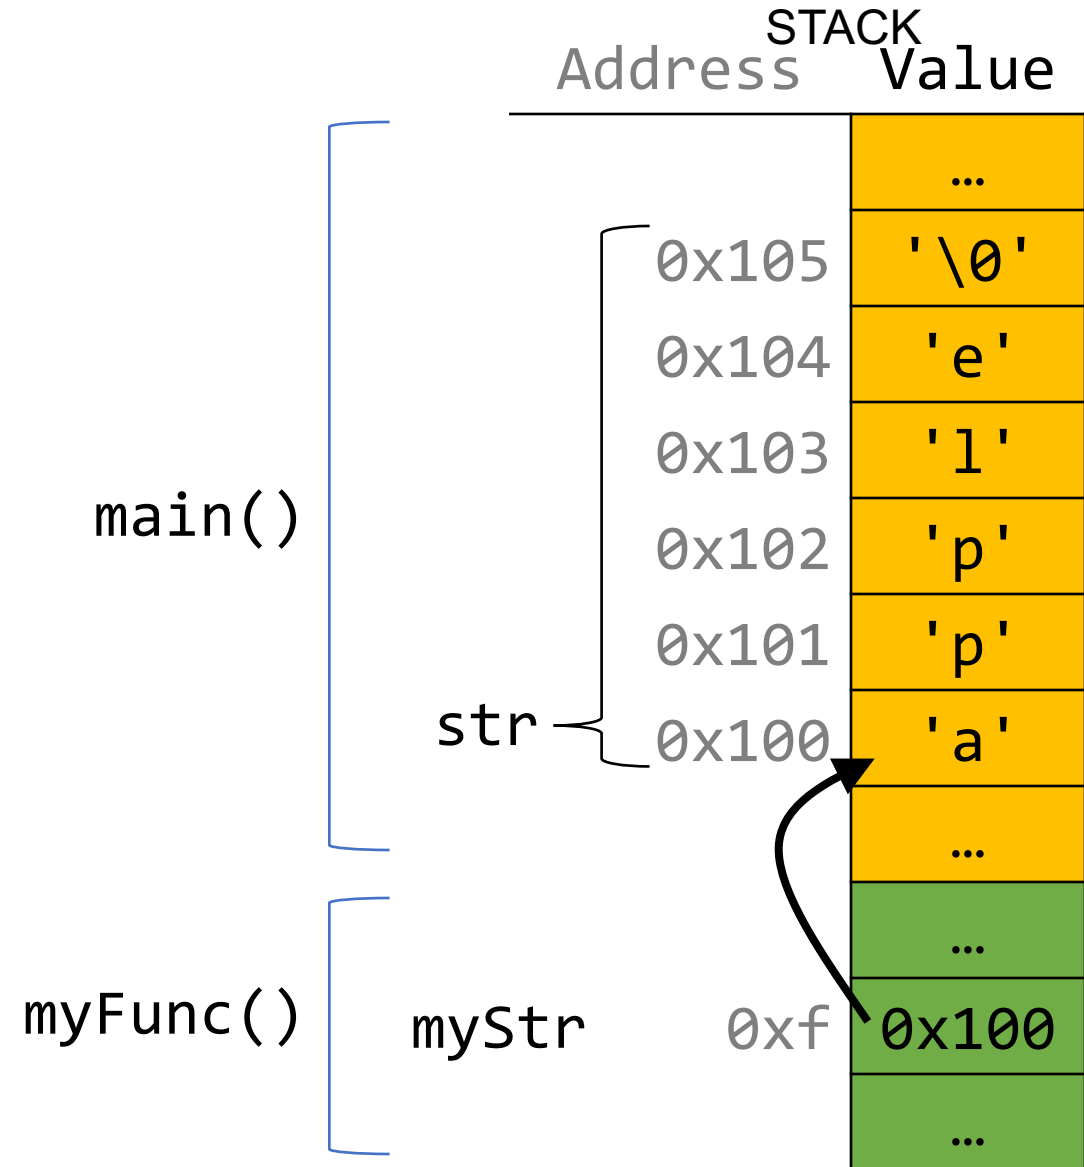 STACK
Address Value
…
0x105 '\0'
0x104 'e'
0x103 'l'
main() 0x102 'p'
0x101 'p'
str 0x100 'a'
…
…
myFunc() myStr 0xf 0x100
…